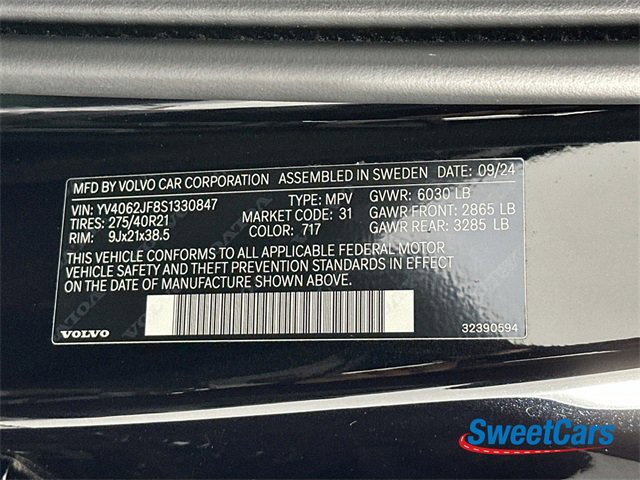 MFD BY VOLVO CAR CORPORATION ASSEMBLED IN SWEDEN DATE: 09/24
VIN: YV4062JF8S1330847 TYPE: MPV GVWR: 6030 LB
TIRES: 275/40R21 MARKET CODE: 31 GAWR FRONT: 2865 LB
RIM: 9Jx21x38.5 COLOR: 717 GAWR REAR: 3285 LB
THIS VEHICLE CONFORMS TO ALL APPLICABLE FEDERAL MOTOR
VEHICLE SAFETY AND THEFT PREVENTION STANDARDS IN EFFECT
ON THE DATE OF MANUFACTURE SHOWN ABOVE.
VOLVO 32390594
SweetCars